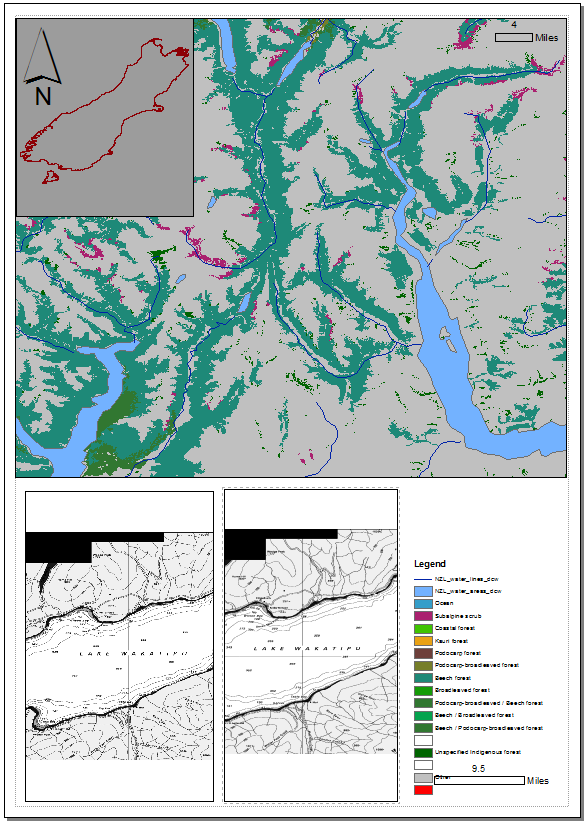 4
Miles
N
LAKE WAKATIPU
LAKE WAKATIPU
Legend
NZL_water_lines_dcw
NZL_water_areas_dcw
Ocean
Subalpine scrub
Coastal forest
Kauri forest
Podocarp forest
Podocarp-broadleaved forest
Beech forest
Broadleaved forest
Podocarp-broadleaved / Beech forest
Beech / Broadleaved forest
Beech / Podocarp-broadleaved forest
Unspecified Indigenous forest
Other
9.5
Miles